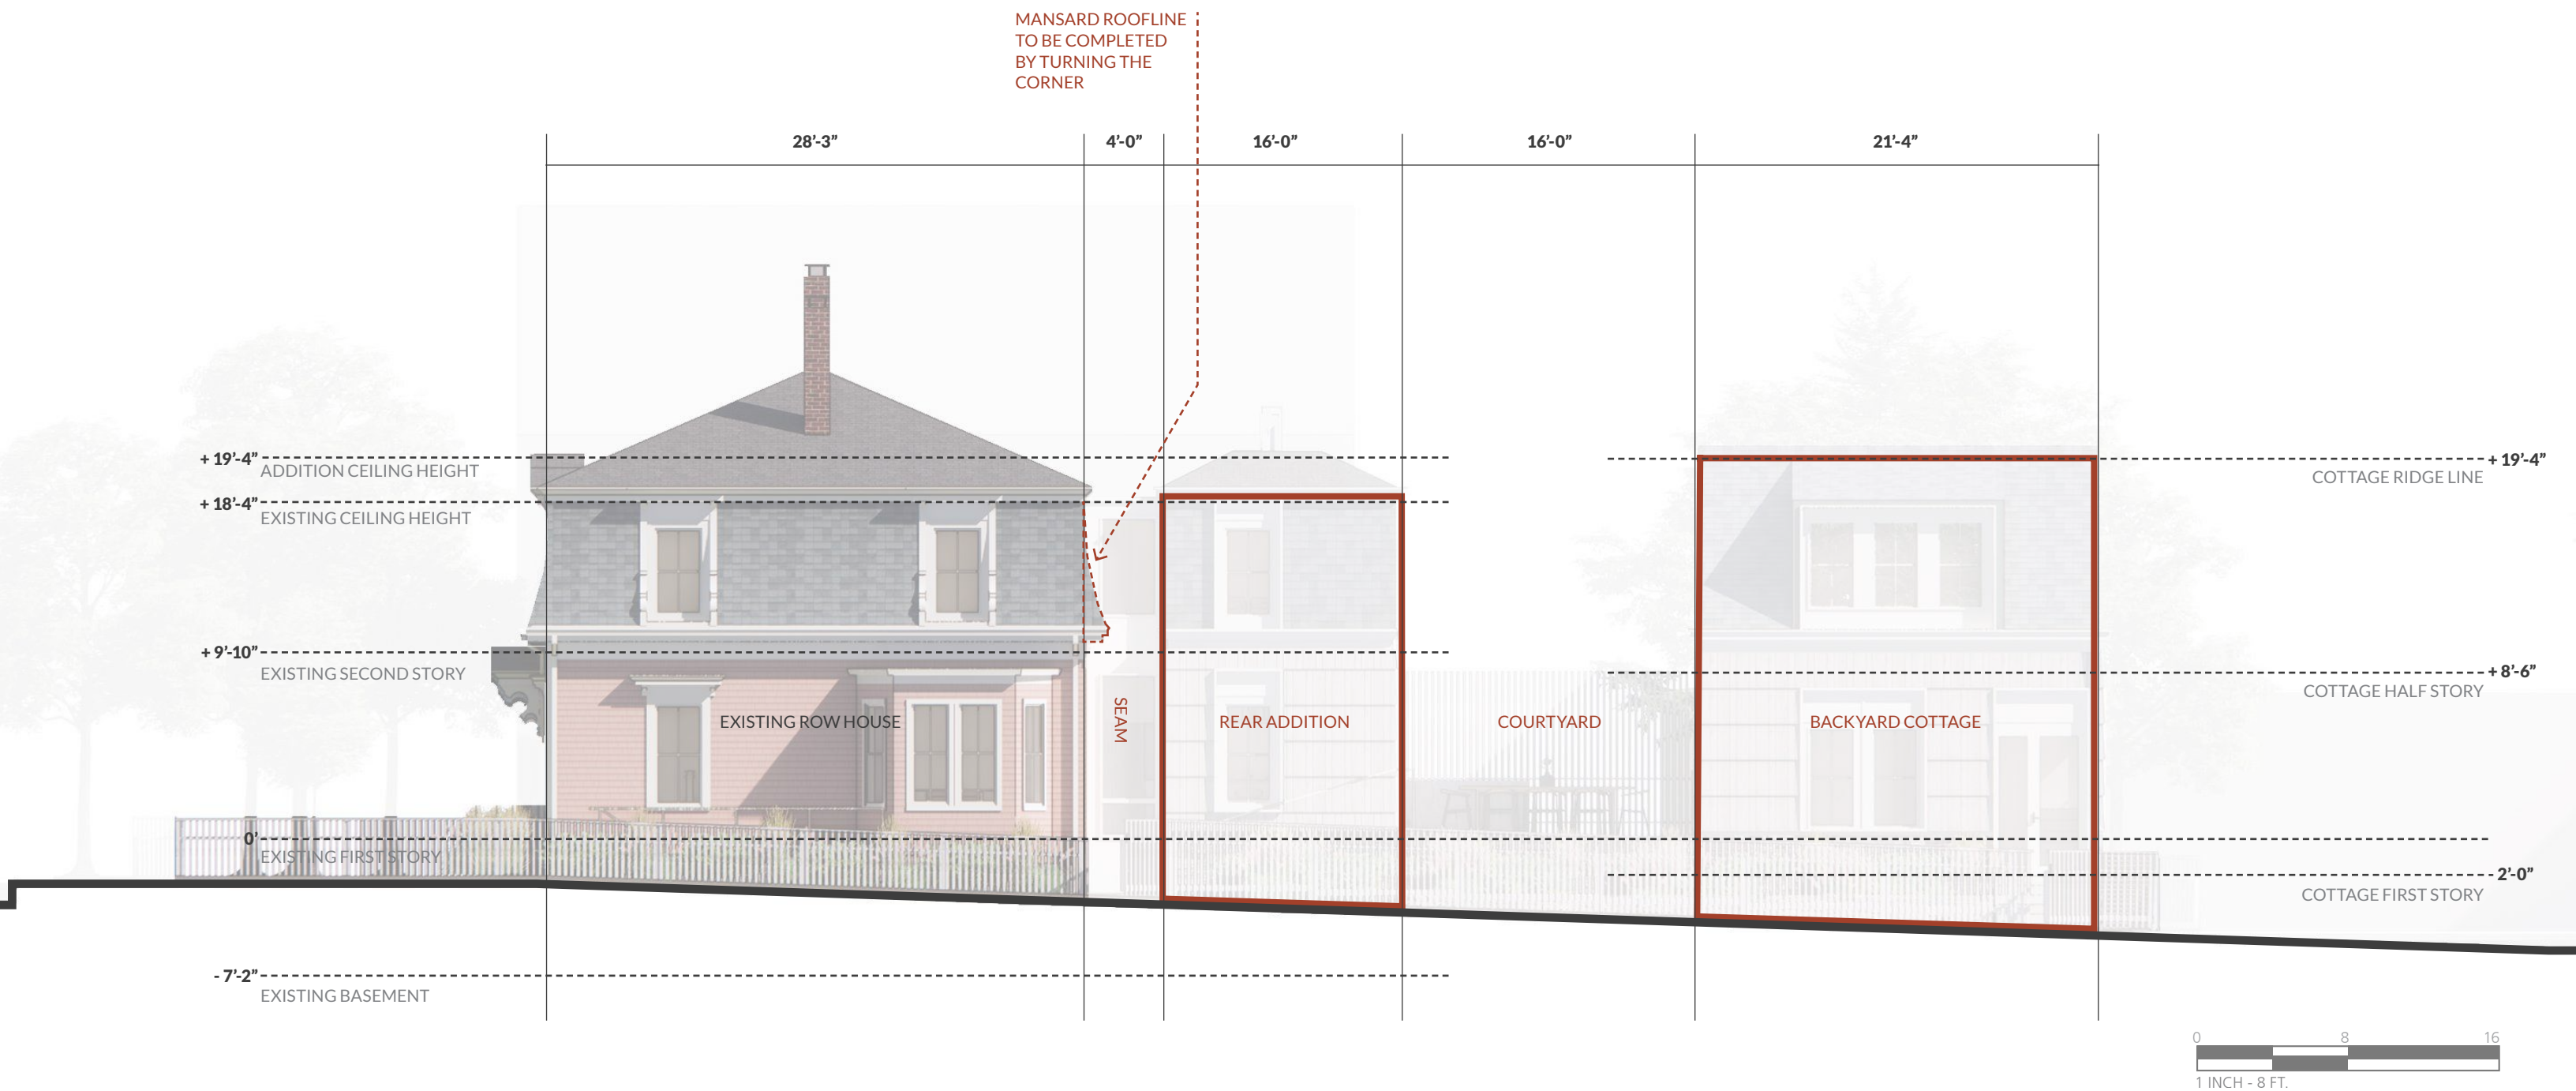 MANSARD ROOFLINE
TO BE COMPLETED
BY TURNING THE
CORNER
28’-3”
4’-0”
16’-0”
16’-0”
21’-4”
+ 19’-4”
ADDITION CEILING HEIGHT
+ 18’-4”
EXISTING CEILING HEIGHT
+ 9’-10”
EXISTING SECOND STORY
0’
EXISTING FIRST STORY
- 7’-2”
EXISTING BASEMENT
EXISTING ROW HOUSE
SEAM
REAR ADDITION
COURTYARD
BACKYARD COTTAGE
+ 19’-4”
COTTAGE RIDGE LINE
+ 8’-6”
COTTAGE HALF STORY
- 2’-0”
COTTAGE FIRST STORY
0 8 16
1 INCH - 8 FT.